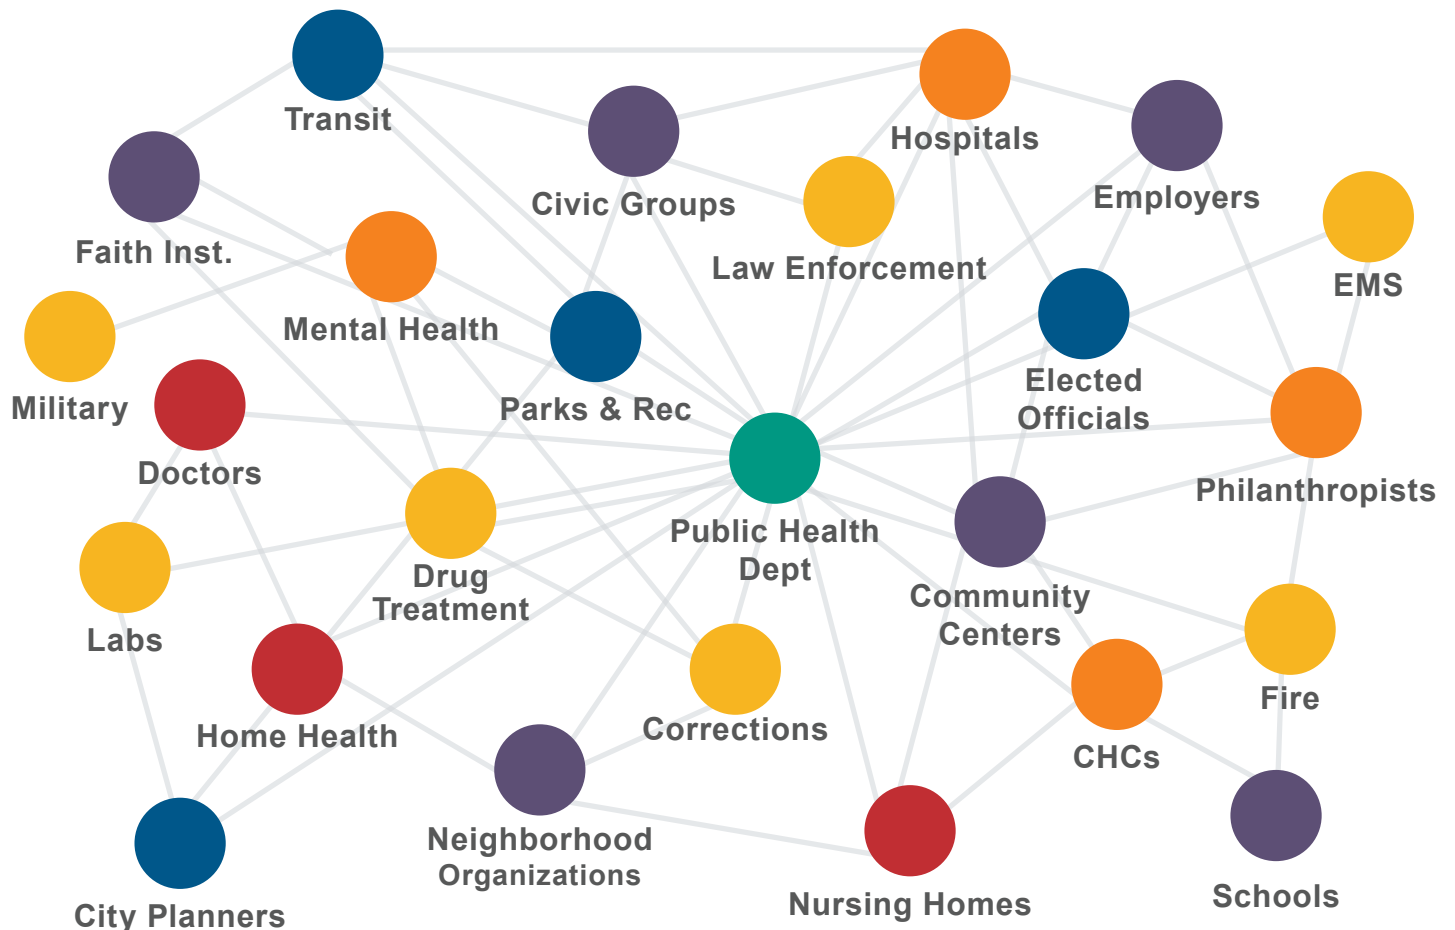 Transit
Hospitals
Civic Groups
Employers
Faith Inst.
Law Enforcement
EMS
Mental Health
Military
Parks & Rec
Elected
Officials
Doctors
Philanthropists
Public Health
Dept
Drug
Treatment
Community
Centers
Labs
Home Health
Corrections
Fire
CHCs
Neighborhood
Organizations
Schools
Nursing Homes
City Planners